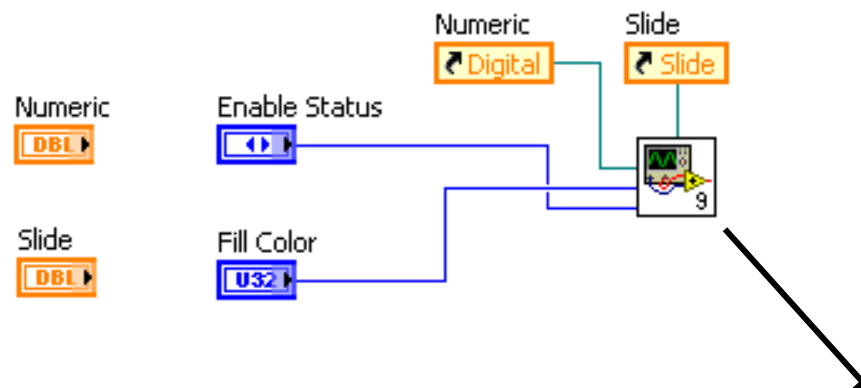 Numeric Slide
Digital Slide
Numeric Enable Status
DBL
Slide Fill Color
DBL U32
9